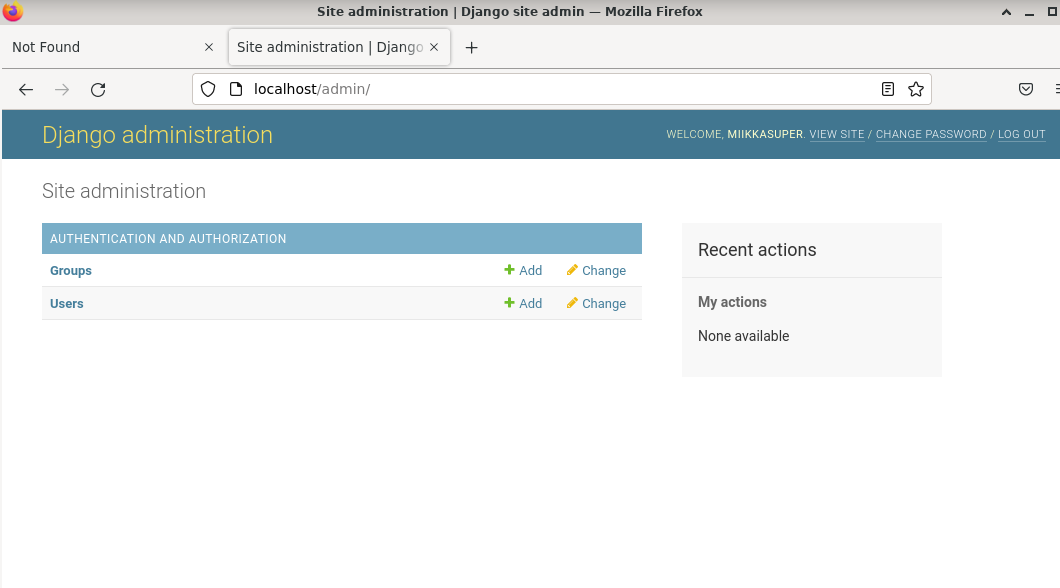 Site administration | Django site admin — Mozilla Firefox
Not Found
Site administration | Django
localhost/admin/
Django administration
WELCOME, MIIKKASUPER. VIEW SITE / CHANGE PASSWORD / LOG OUT
Site administration
AUTHENTICATION AND AUTHORIZATION
Groups Add Change
Users Add Change
Recent actions
My actions
None available